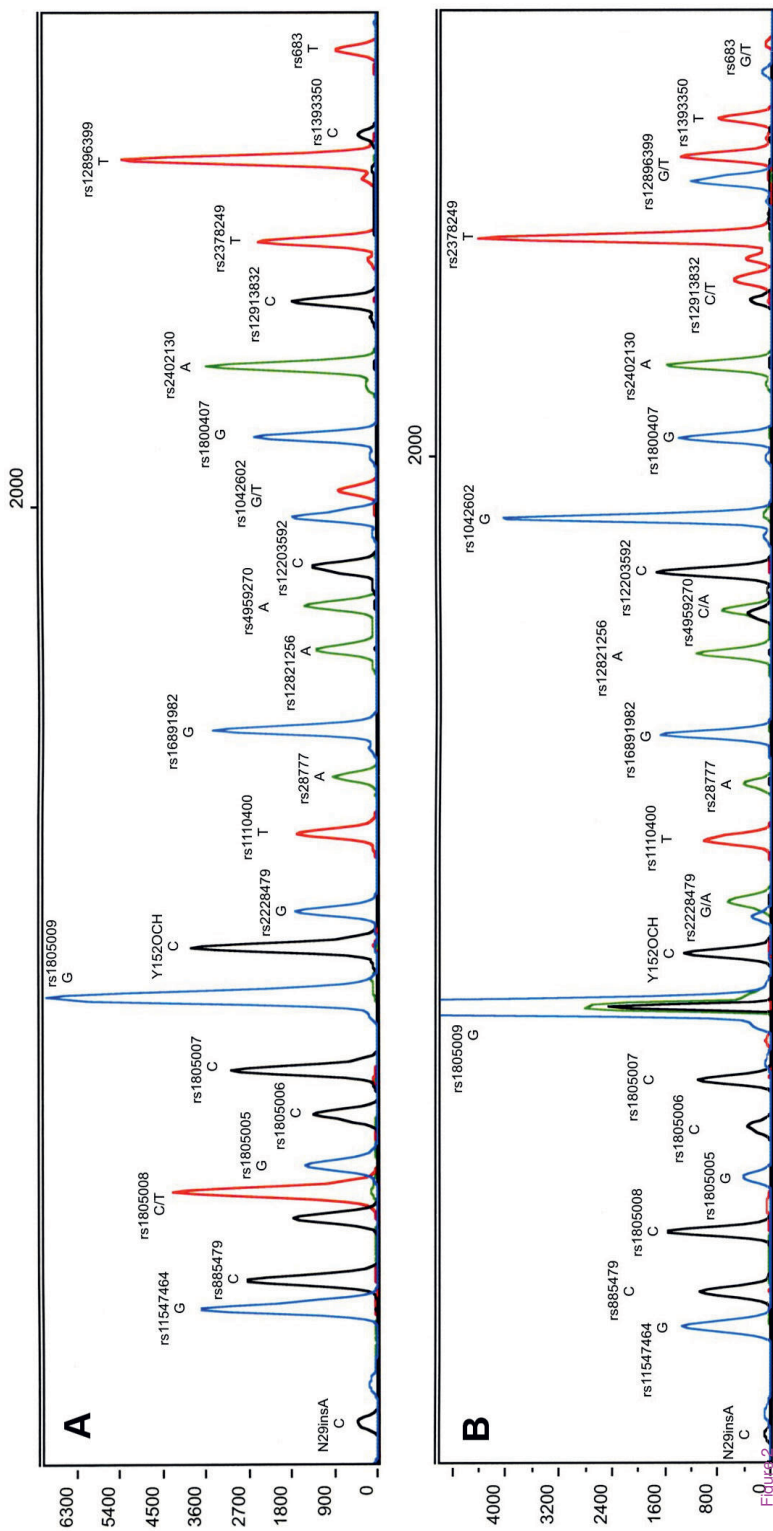 A
2000
6300
5400
4500
3600
2700
1800
900
0
N29insA
C
rs11547464
G
rs885479
C
rs1805008
C/T
rs1805005
G
rs1805006
C
rs1805007
C
rs1805009
G
Y152OCH
C
rs2228479
G
rs1110400
T
rs28777
A
rs16891982
G
rs12821256
A
rs4959270
A
rs12203592
C
rs1042602
G/T
rs1800407
G
rs2402130
A
rs12913832
C
rs2378249
T
rs12896399
T
rs1393350
C
rs683
T
B
2000
4000
3200
2400
1600
800
0
N29insA
C
rs11547464
G
rs885479
C
rs1805008
C
rs1805005
G
rs1805006
C
rs1805007
C
rs1805009
G
Y152OCH
C
rs2228479
G/A
rs1110400
T
rs28777
A
rs16891982
G
rs12821256
A
rs4959270
C/A
rs12203592
C
rs1042602
G
rs1800407
G
rs2402130
A
rs12913832
C/T
rs2378249
T
rs12896399
G/T
rs1393350
T
rs683
G/T
Figure 2